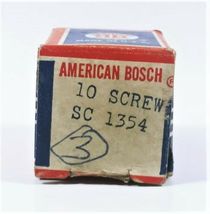 AMERICAN BOSCH ®
10 SCREW
SC 1354
3